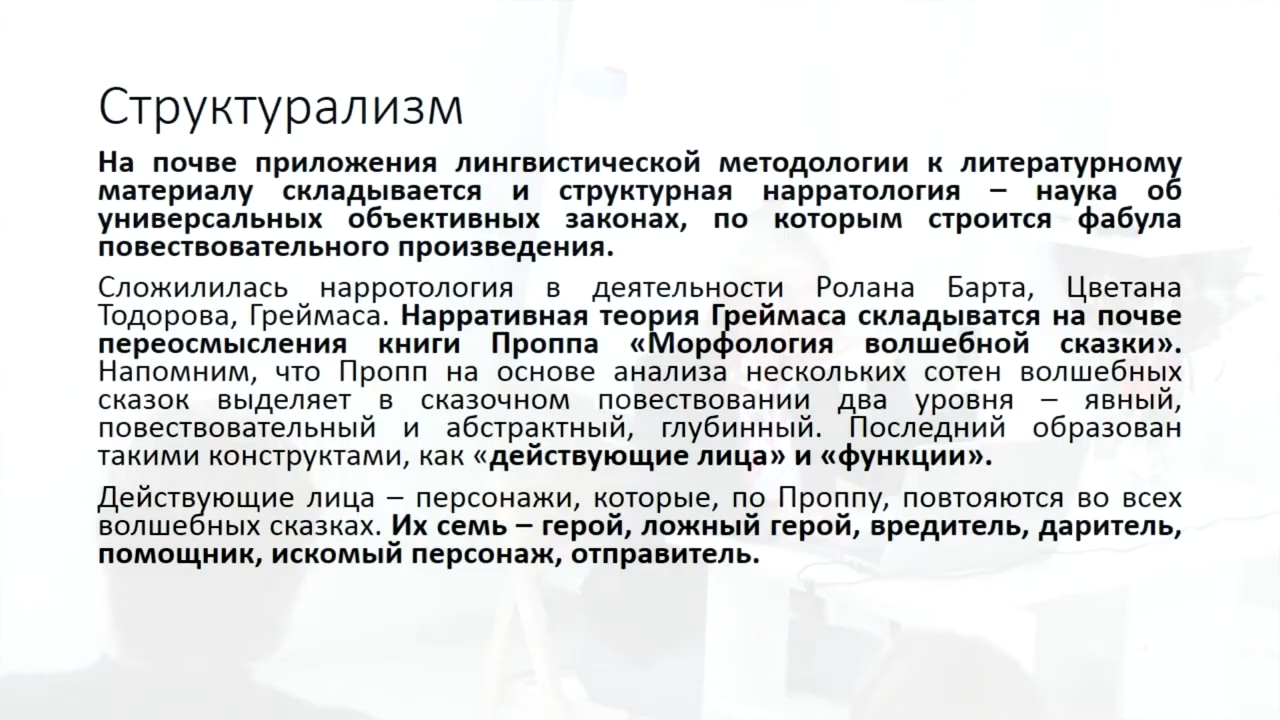 Структурализм
На почве приложения лингвистической методологии к литературному
материалу складывается и структурная нарратология – наука об
универсальных объективных законах, по которым строится фабула
повествовательного произведения.
Сложлилась нарротология в деятельности Ролана Барта, Цветана
Тодорова, Греймаса. Нарративная теория Греймаса складыватся на почве
переосмысления книги Проппа «Морфология волшебной сказки».
Напомним, что Пропп на основе анализа нескольких сотен волшебных
сказок выделяет в сказочном повествовании два уровня – явный,
повествовательный и абстрактный, глубинный. Последний образован
такими конструктами, как «действующие лица» и «функции».
Действующие лица – персонажи, которые, по Проппу, повтояются во всех
волшебных сказках. Их семь – герой, ложный герой, вредитель, даритель,
помощник, искомый персонаж, отправитель.